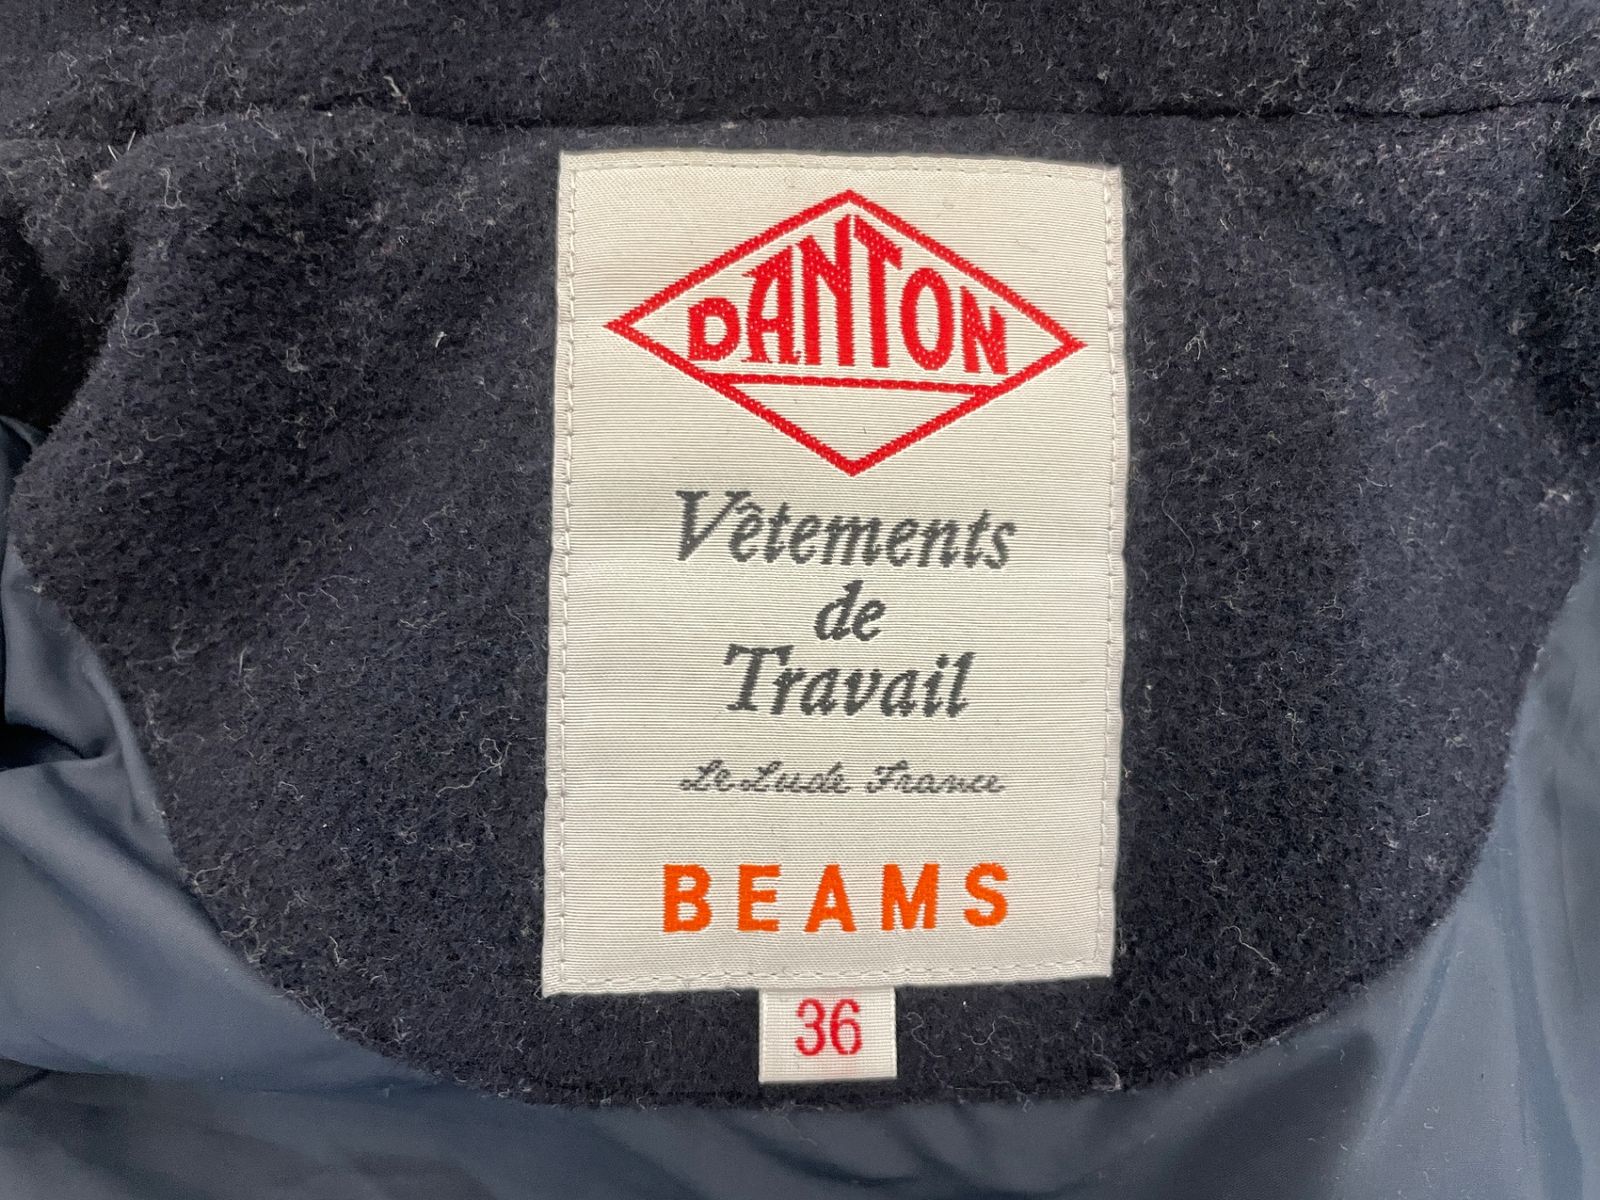 DANTON
Vêtements
de
Travail
Le Lude France
BEAMS
36